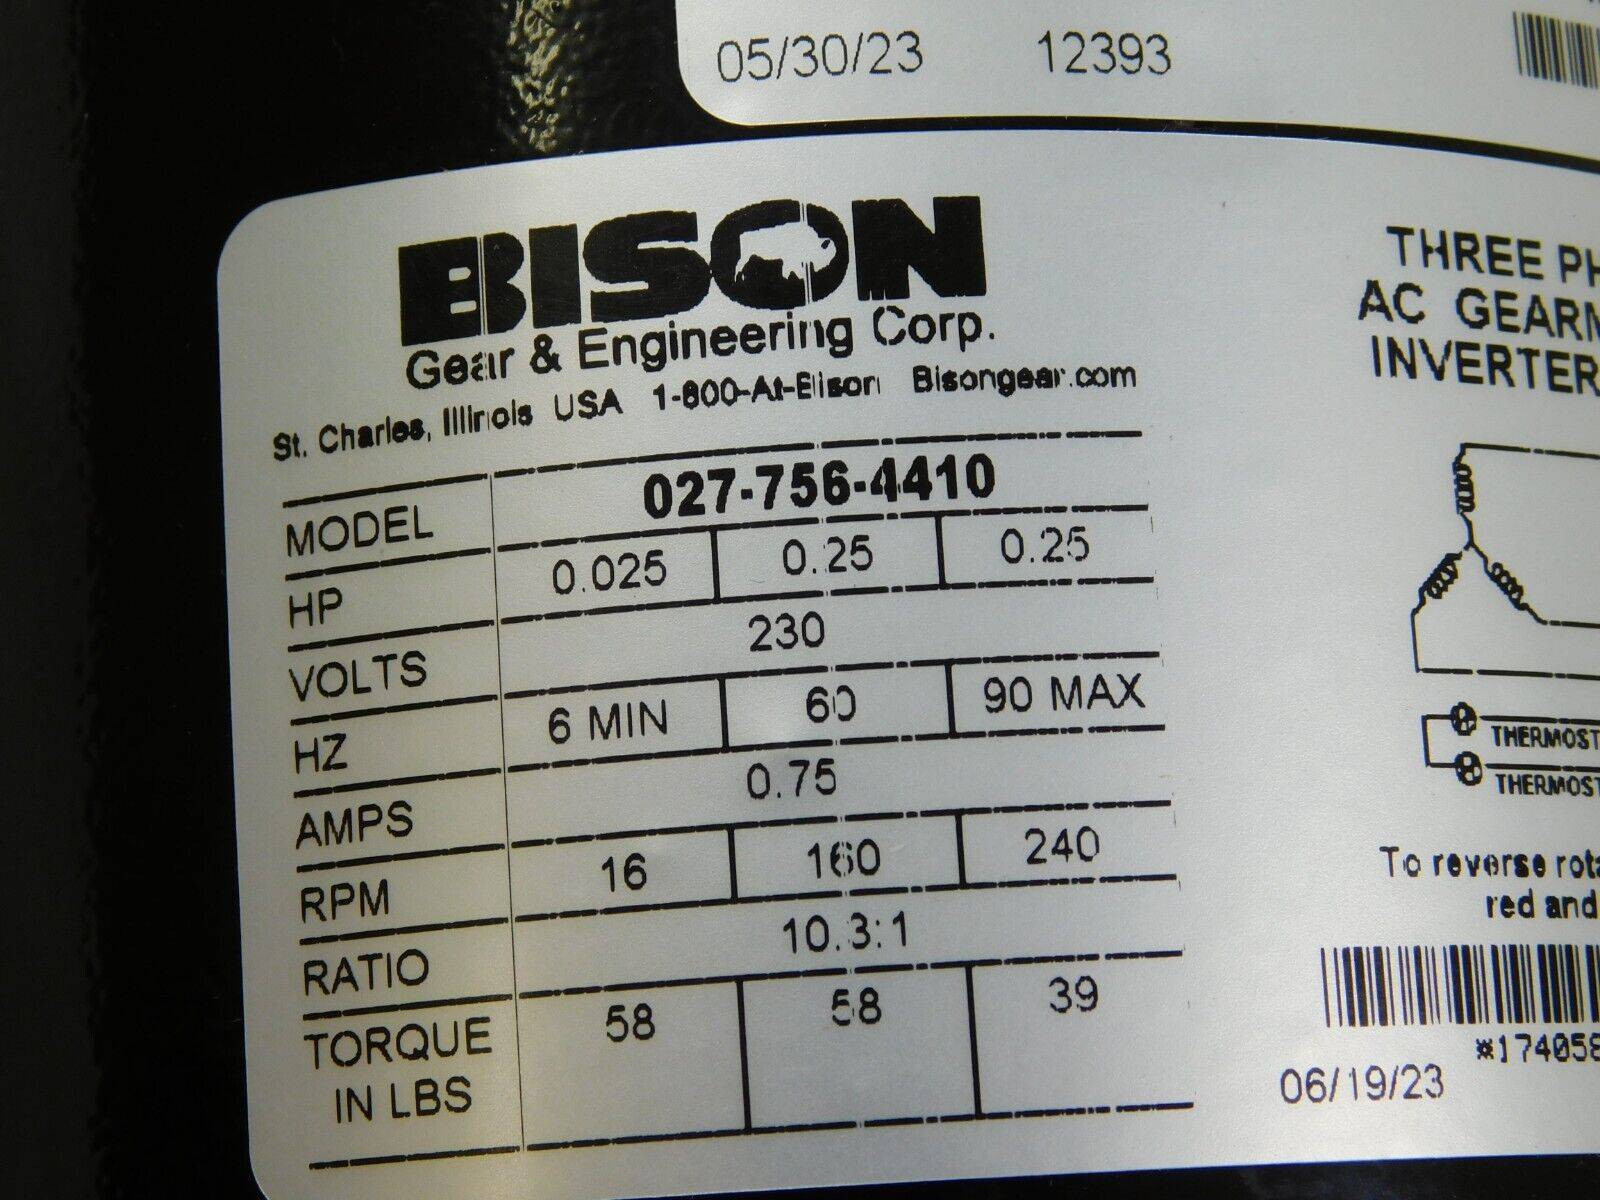 05/30/23 12393
BISON
Gear & Engineering Corp.
St. Charles, Illinois USA 1-800-At-Bison Bisongear.com
MODEL 027-756-4410
HP 0.025 0.25 0.25
VOLTS 230
HZ 6 MIN 60 90 MAX
AMPS 0.75
RPM 16 160 240
RATIO 10.3:1
TORQUE 58 58 39
IN LBS
THREE PH
AC GEARM
INVERTER
THERMOST
THERMOST
To reverse rota
red and
*174058
06/19/23